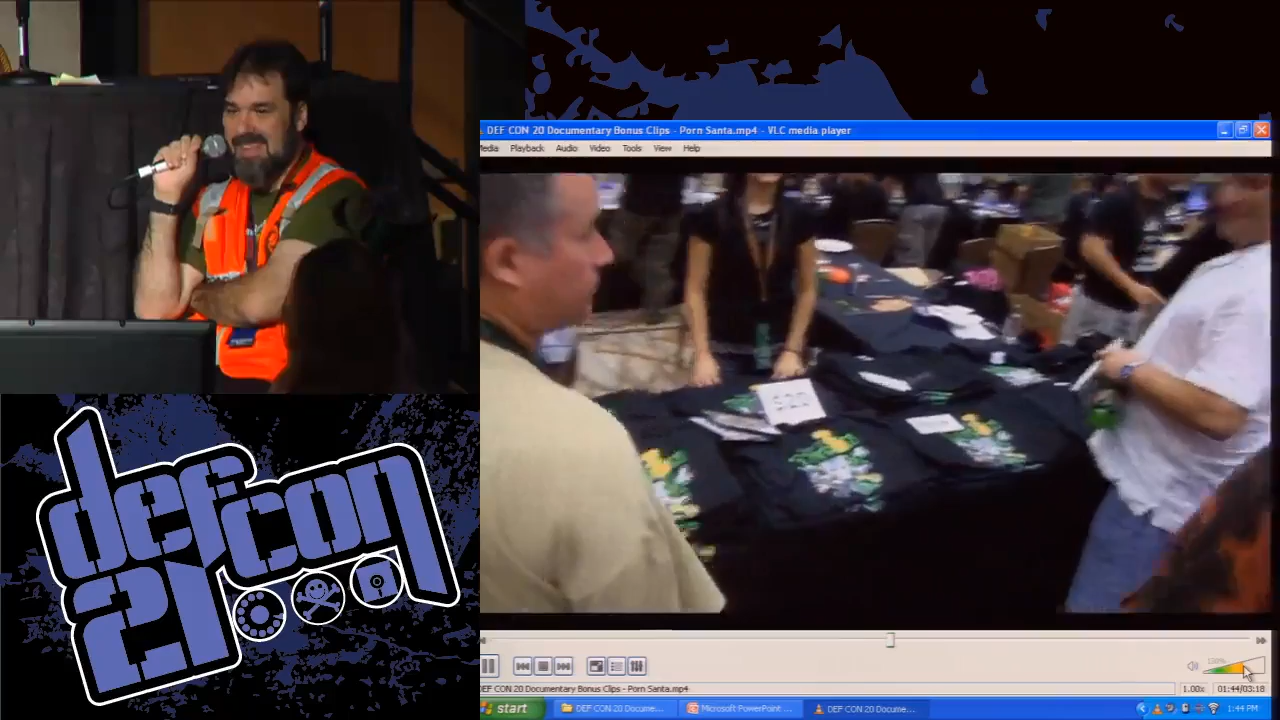 DEF CON 20 Documentary Bonus Clips - Porn Santa.mp4 - VLC media player
Media Playback Audio Video Tools View Help
$20
defcon
21
150%
DEF CON 20 Documentary Bonus Clips - Porn Santa.mp4
1.00x
01:44/03:18
start
DEF CON 20 Docume...
Microsoft PowerPoint ...
DEF CON 20 Docume...
1:44 PM